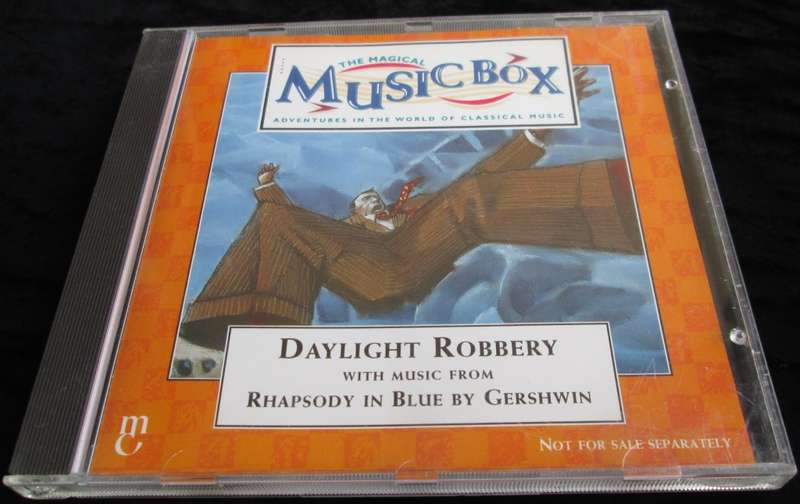 THE MAGICAL
MUSIC BOX
ADVENTURES IN THE WORLD OF CLASSICAL MUSIC
DAYLIGHT ROBBERY
WITH MUSIC FROM
RHAPSODY IN BLUE BY GERSHWIN
mc
NOT FOR SALE SEPARATELY